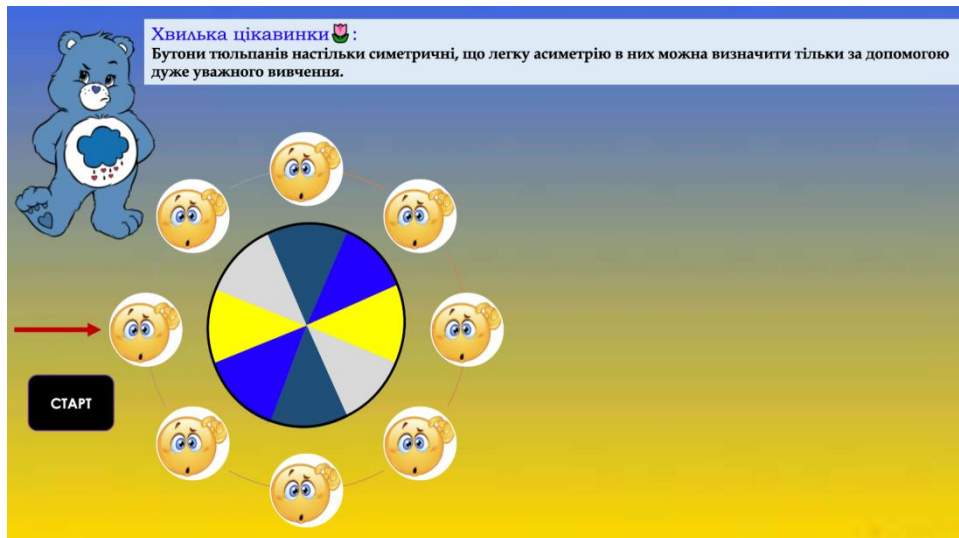 Хвилька цікавинки🌷:
Бутони тюльпанів настільки симетричні, що легку асиметрію в них можна визначити тільки за допомогою
дуже уважного вивчення.
СТАРТ